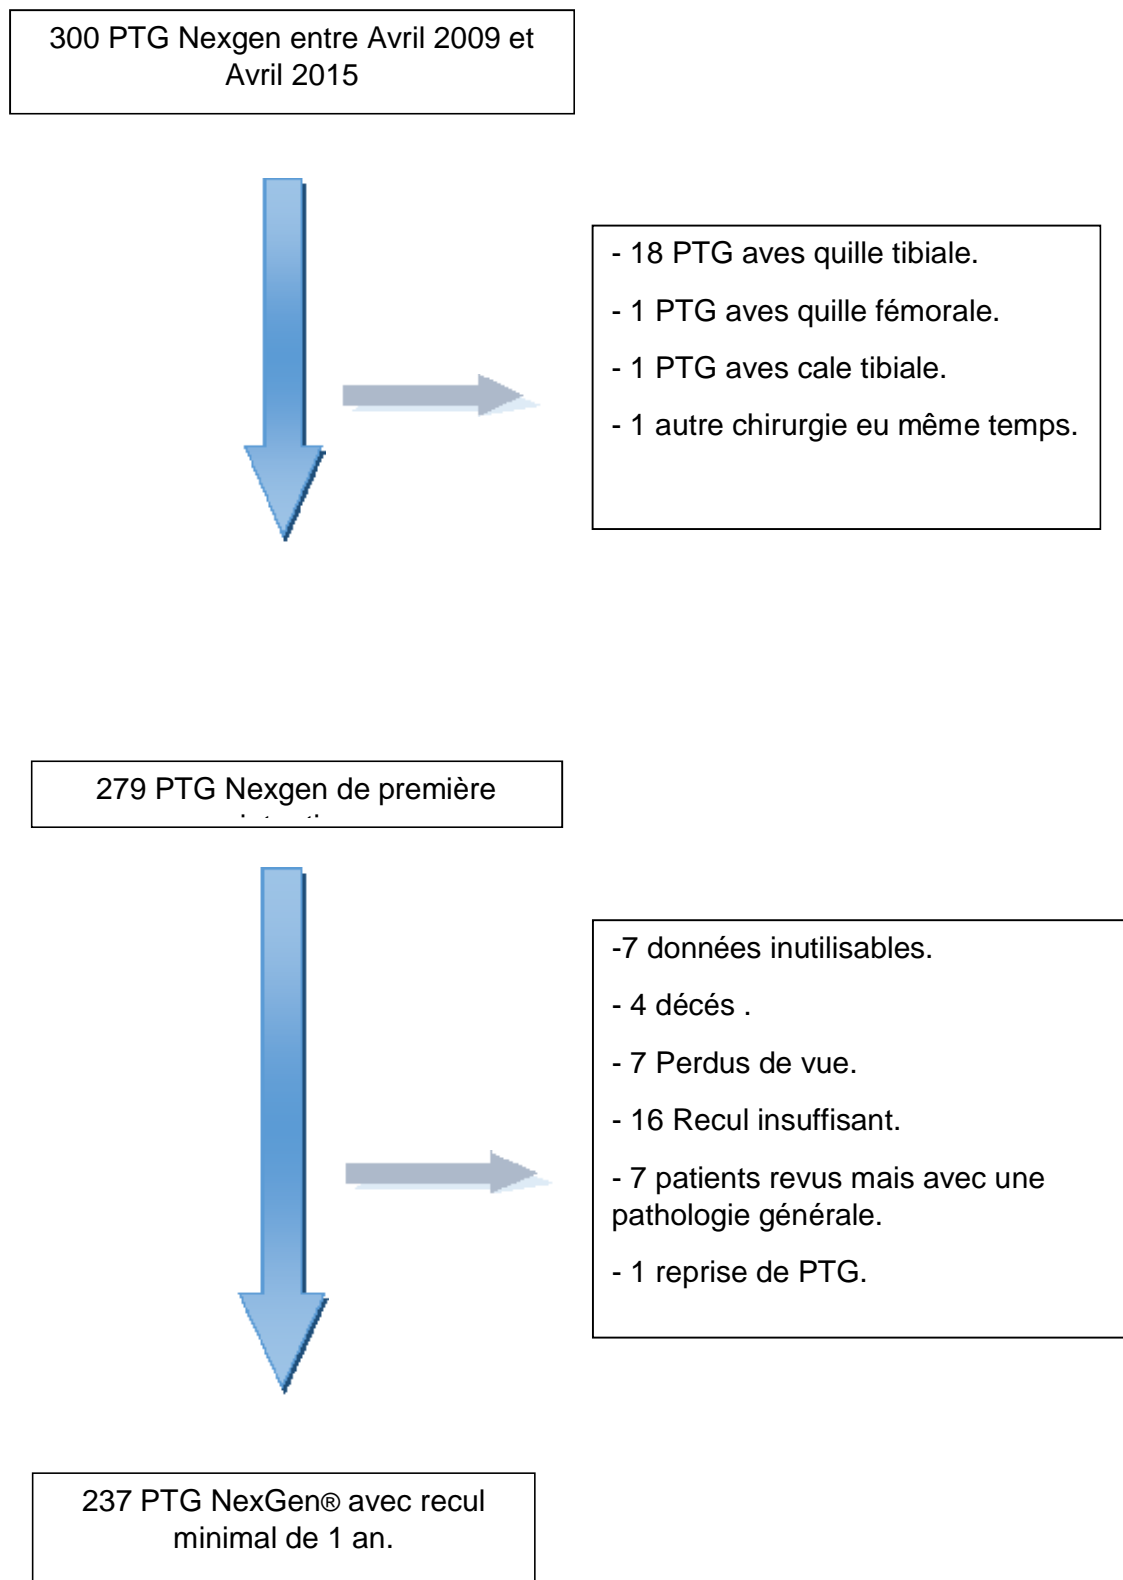 300 PTG Nexgen entre Avril 2009 et
Avril 2015
- 18 PTG aves quille tibiale.
- 1 PTG aves quille fémorale.
- 1 PTG aves cale tibiale.
- 1 autre chirurgie eu même temps.
279 PTG Nexgen de première
-7 données inutilisables.
- 4 décés .
- 7 Perdus de vue.
- 16 Recul insuffisant.
- 7 patients revus mais avec une
pathologie générale.
- 1 reprise de PTG.
237 PTG NexGen® avec recul
minimal de 1 an.